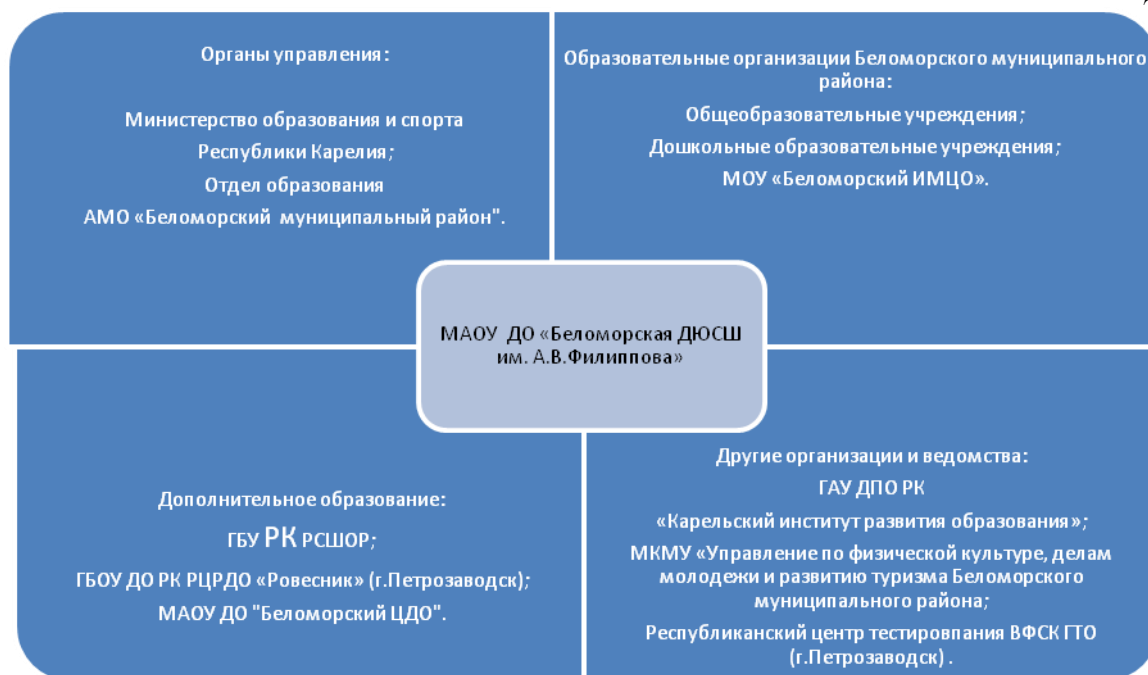 Органы управления:
Министерство образования и спорта
Республики Карелия;
Отдел образования
АМО «Беломорский муниципальный район".
Образовательные организации Беломорского муниципального
района:
Общеобразовательные учреждения;
Дошкольные образовательные учреждения;
МОУ «Беломорский ИМЦО».
МАОУ ДО «Беломорская ДЮСШ
им. А.В.Филиппова»
Дополнительное образование:
ГБУ РК РСШОР;
ГБОУ ДО РК РЦРДО «Ровесник» (г.Петрозаводск);
МАОУ ДО "Беломорский ЦДО".
Другие организации и ведомства:
ГАУ ДПО РК
«Карельский институт развития образования»;
МКМУ «Управление по физической культуре, делам
молодежи и развитию туризма Беломорского
муниципального района;
Республиканский центр тестировпания ВФСК ГТО
(г.Петрозаводск) .